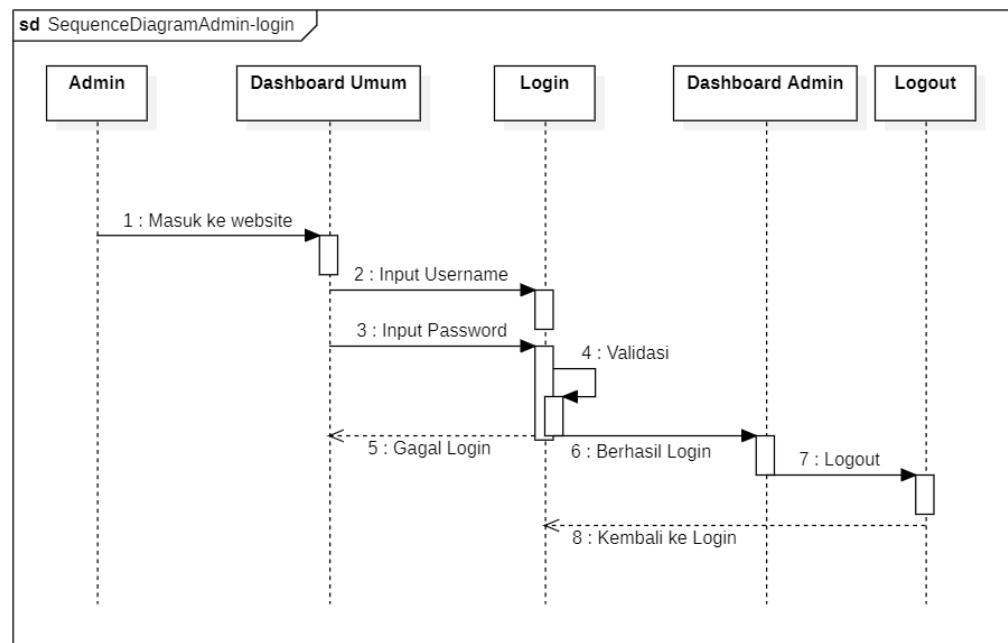 sd SequenceDiagramAdmin-login
Admin
Dashboard Umum
Login
Dashboard Admin
Logout
1 : Masuk ke website
2 : Input Username
3 : Input Password
4 : Validasi
5 : Gagal Login
6 : Berhasil Login
7 : Logout
8 : Kembali ke Login